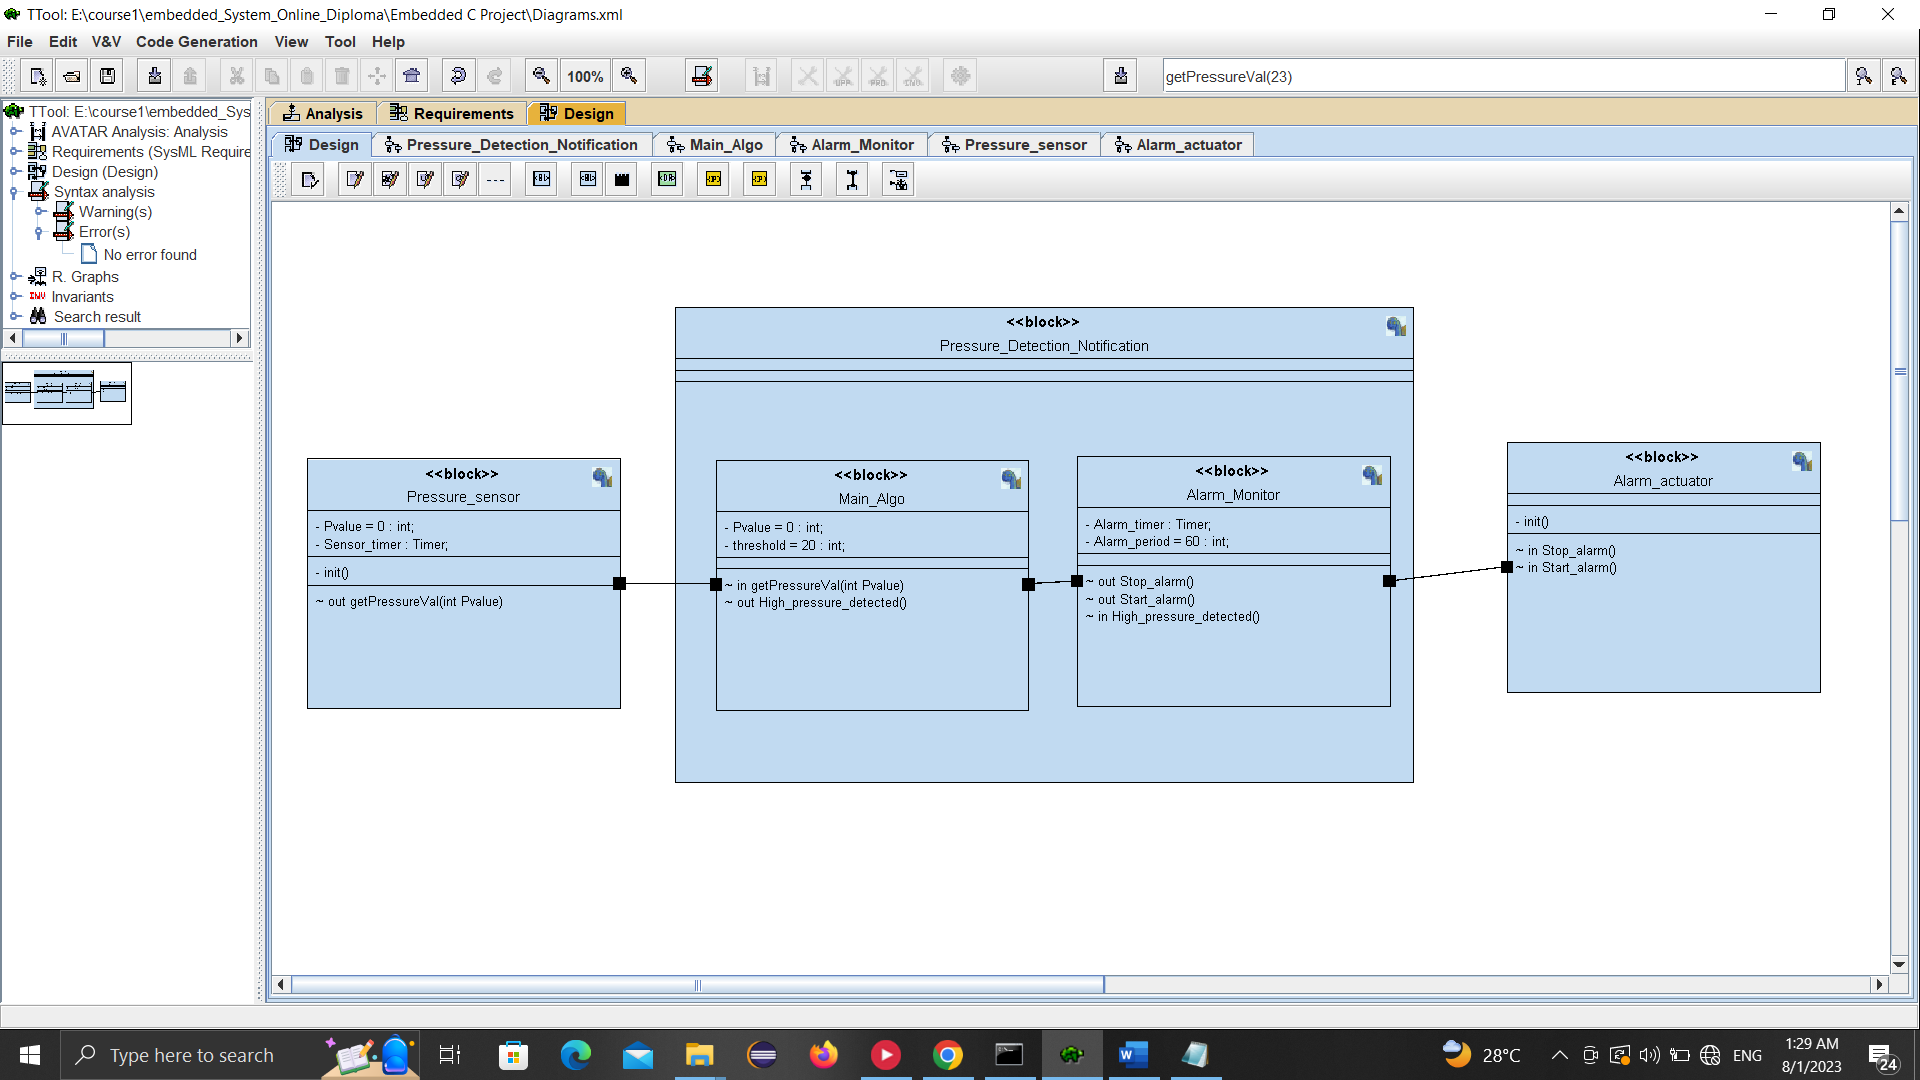 TTool: E:\course1\embedded_System_Online_Diploma\Embedded C Project\Diagrams.xml
File Edit V&V Code Generation View Tool Help
100%
getPressureVal(23)
TTool: E:\course1\embedded_Sys
AVATAR Analysis: Analysis
Requirements (SysML Require
Design (Design)
Syntax analysis
Warning(s)
Error(s)
No error found
R. Graphs
INV Invariants
Search result
Analysis Requirements Design
Design Pressure_Detection_Notification Main_Algo Alarm_Monitor Pressure_sensor Alarm_actuator
<<block>>
Pressure_Detection_Notification
<<block>>
Pressure_sensor
- Pvalue = 0 : int;
- Sensor_timer : Timer;
- init()
~ out getPressureVal(int Pvalue)
<<block>>
Main_Algo
- Pvalue = 0 : int;
- threshold = 20 : int;
~ in getPressureVal(int Pvalue)
~ out High_pressure_detected()
<<block>>
Alarm_Monitor
- Alarm_timer : Timer;
- Alarm_period = 60 : int;
~ out Stop_alarm()
~ out Start_alarm()
~ in High_pressure_detected()
<<block>>
Alarm_actuator
- init()
~ in Stop_alarm()
~ in Start_alarm()
Type here to search
28°C
ENG
1:29 AM
8/1/2023
24